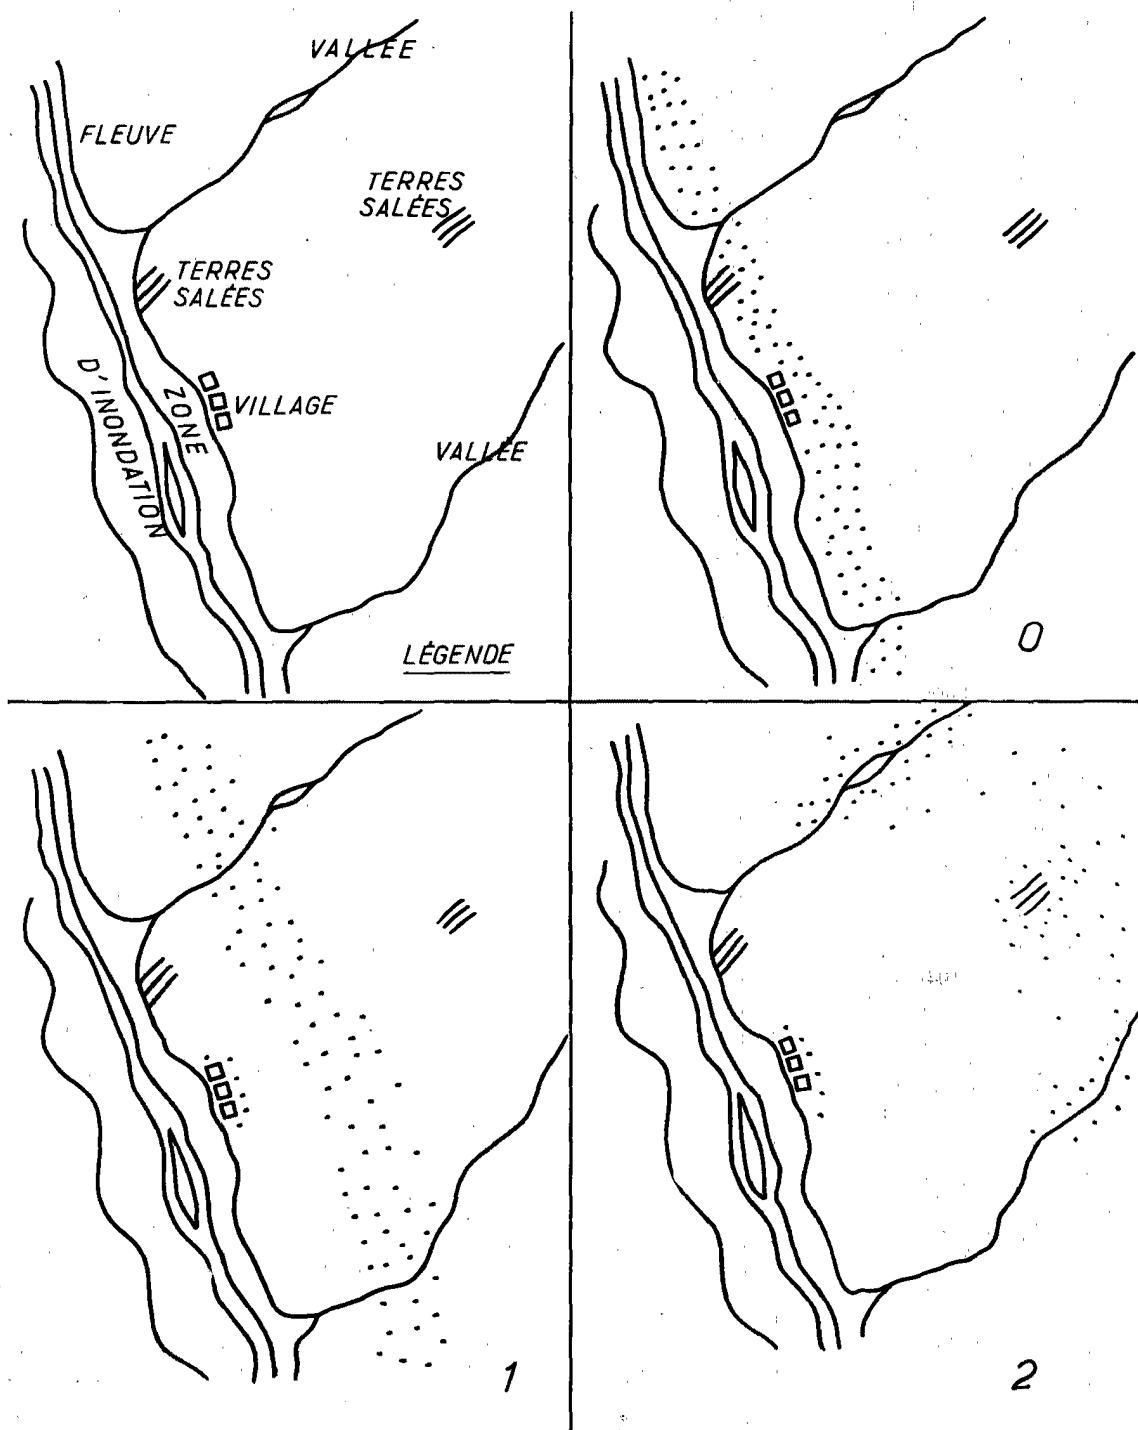 VALLÉE
FLEUVE
TERRES
SALÉES
TERRES
SALÉES
D'INONDATION
ZONE
VILLAGE
VALLÉE
LÉGENDE
0
1
2